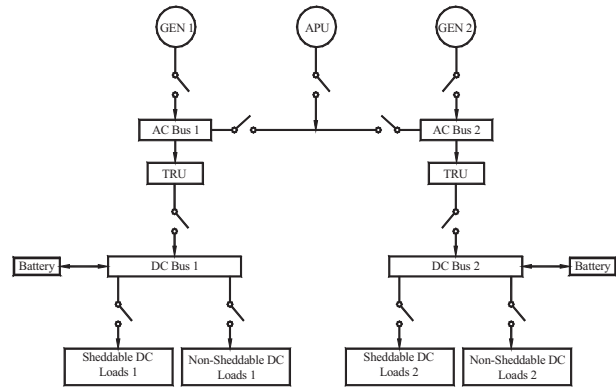 GEN 1
APU
GEN 2
AC Bus 1
AC Bus 2
TRU
TRU
Battery
DC Bus 1
DC Bus 2
Battery
Sheddable DC
Loads 1
Non-Sheddable DC
Loads 1
Sheddable DC
Loads 2
Non-Sheddable DC
Loads 2